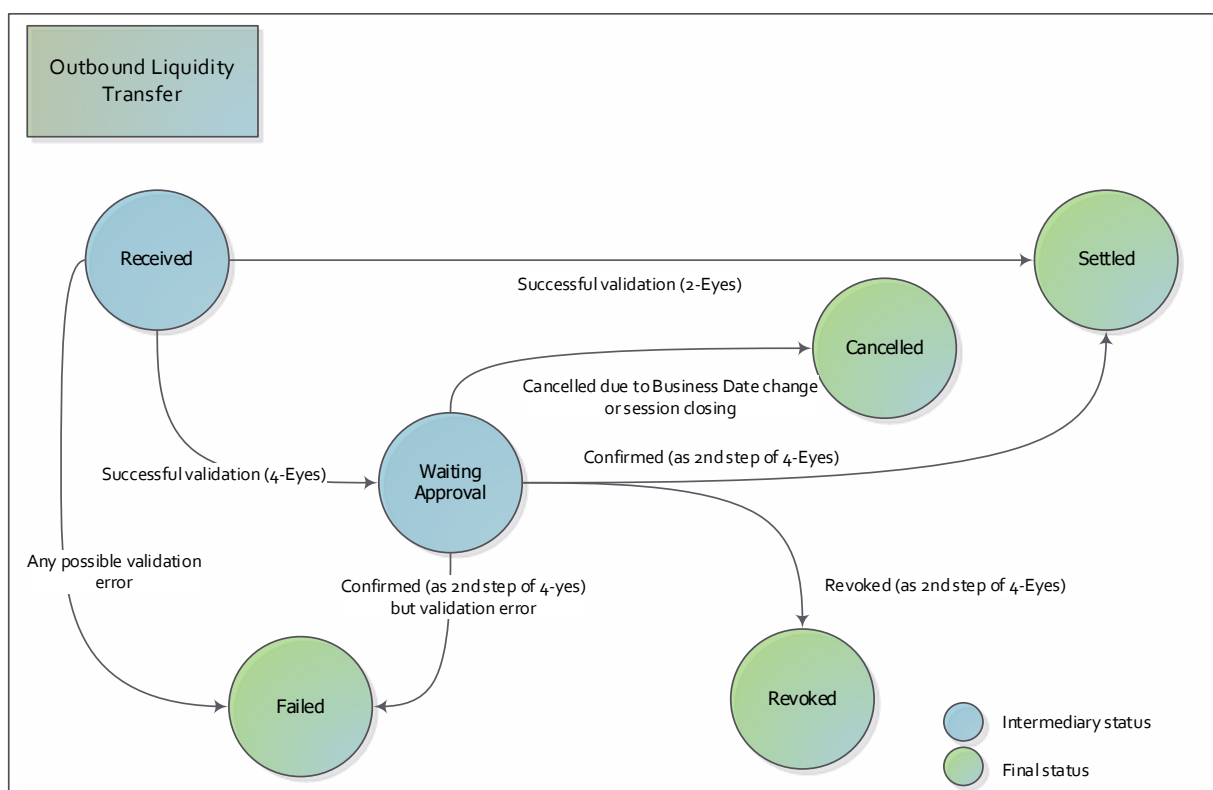 Outbound Liquidity
Transfer
Received
Settled
Successful validation (2-Eyes)
Cancelled
Cancelled due to Business Date change
or session closing
Confirmed (as 2nd step of 4-Eyes)
Successful validation (4-Eyes)
Waiting
Approval
Any possible validation
error
Confirmed (as 2nd step of 4-yes)
but validation error
Revoked (as 2nd step of 4-Eyes)
Failed
Revoked
Intermediary status
Final status